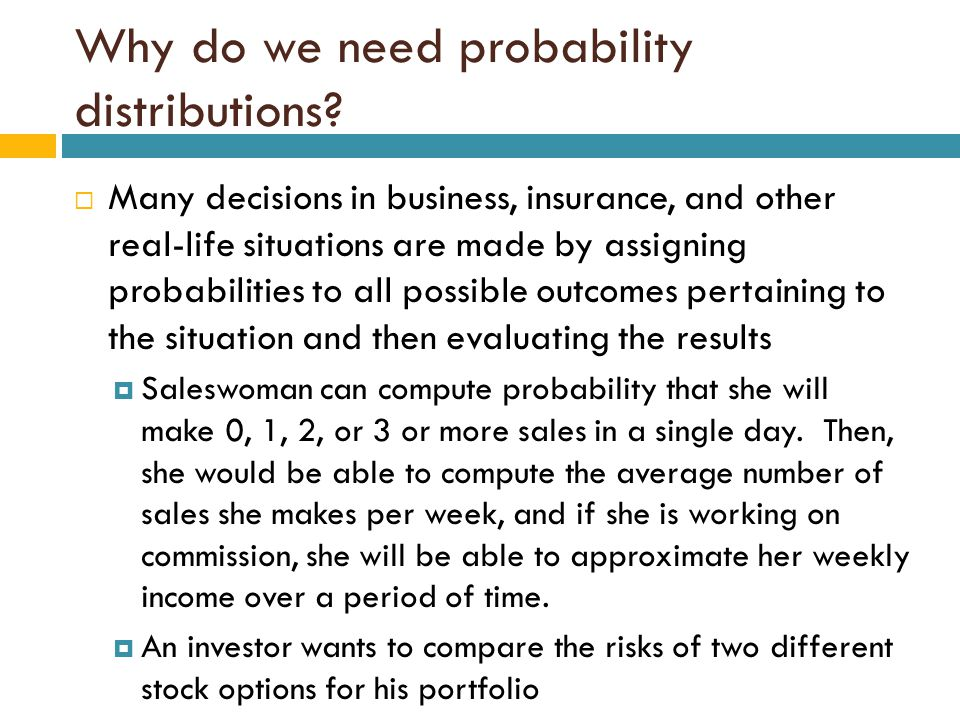 Why do we need probability
distributions?
Many decisions in business, insurance, and other
real-life situations are made by assigning
probabilities to all possible outcomes pertaining to
the situation and then evaluating the results
Saleswoman can compute probability that she will
make 0, 1, 2, or 3 or more sales in a single day.  Then,
she would be able to compute the average number of
sales she makes per week, and if she is working on
commission, she will be able to approximate her weekly
income over a period of time.
An investor wants to compare the risks of two different
stock options for his portfolio